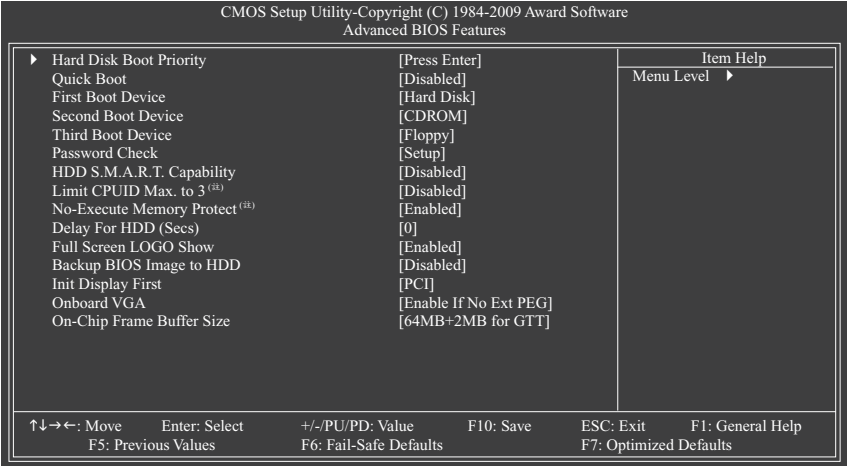 CMOS Setup Utility-Copyright (C) 1984-2009 Award Software
Advanced BIOS Features
Hard Disk Boot Priority [Press Enter]
Quick Boot [Disabled]
First Boot Device [Hard Disk]
Second Boot Device [CDROM]
Third Boot Device [Floppy]
Password Check [Setup]
HDD S.M.A.R.T. Capability [Disabled]
Limit CPUID Max. to 3 (註) [Disabled]
No-Execute Memory Protect (註) [Enabled]
Delay For HDD (Secs) [0]
Full Screen LOGO Show [Enabled]
Backup BIOS Image to HDD [Disabled]
Init Display First [PCI]
Onboard VGA [Enable If No Ext PEG]
On-Chip Frame Buffer Size [64MB+2MB for GTT]
Item Help
Menu Level
↑↓→←: Move Enter: Select +/-/PU/PD: Value F10: Save ESC: Exit F1: General Help
F5: Previous Values F6: Fail-Safe Defaults F7: Optimized Defaults